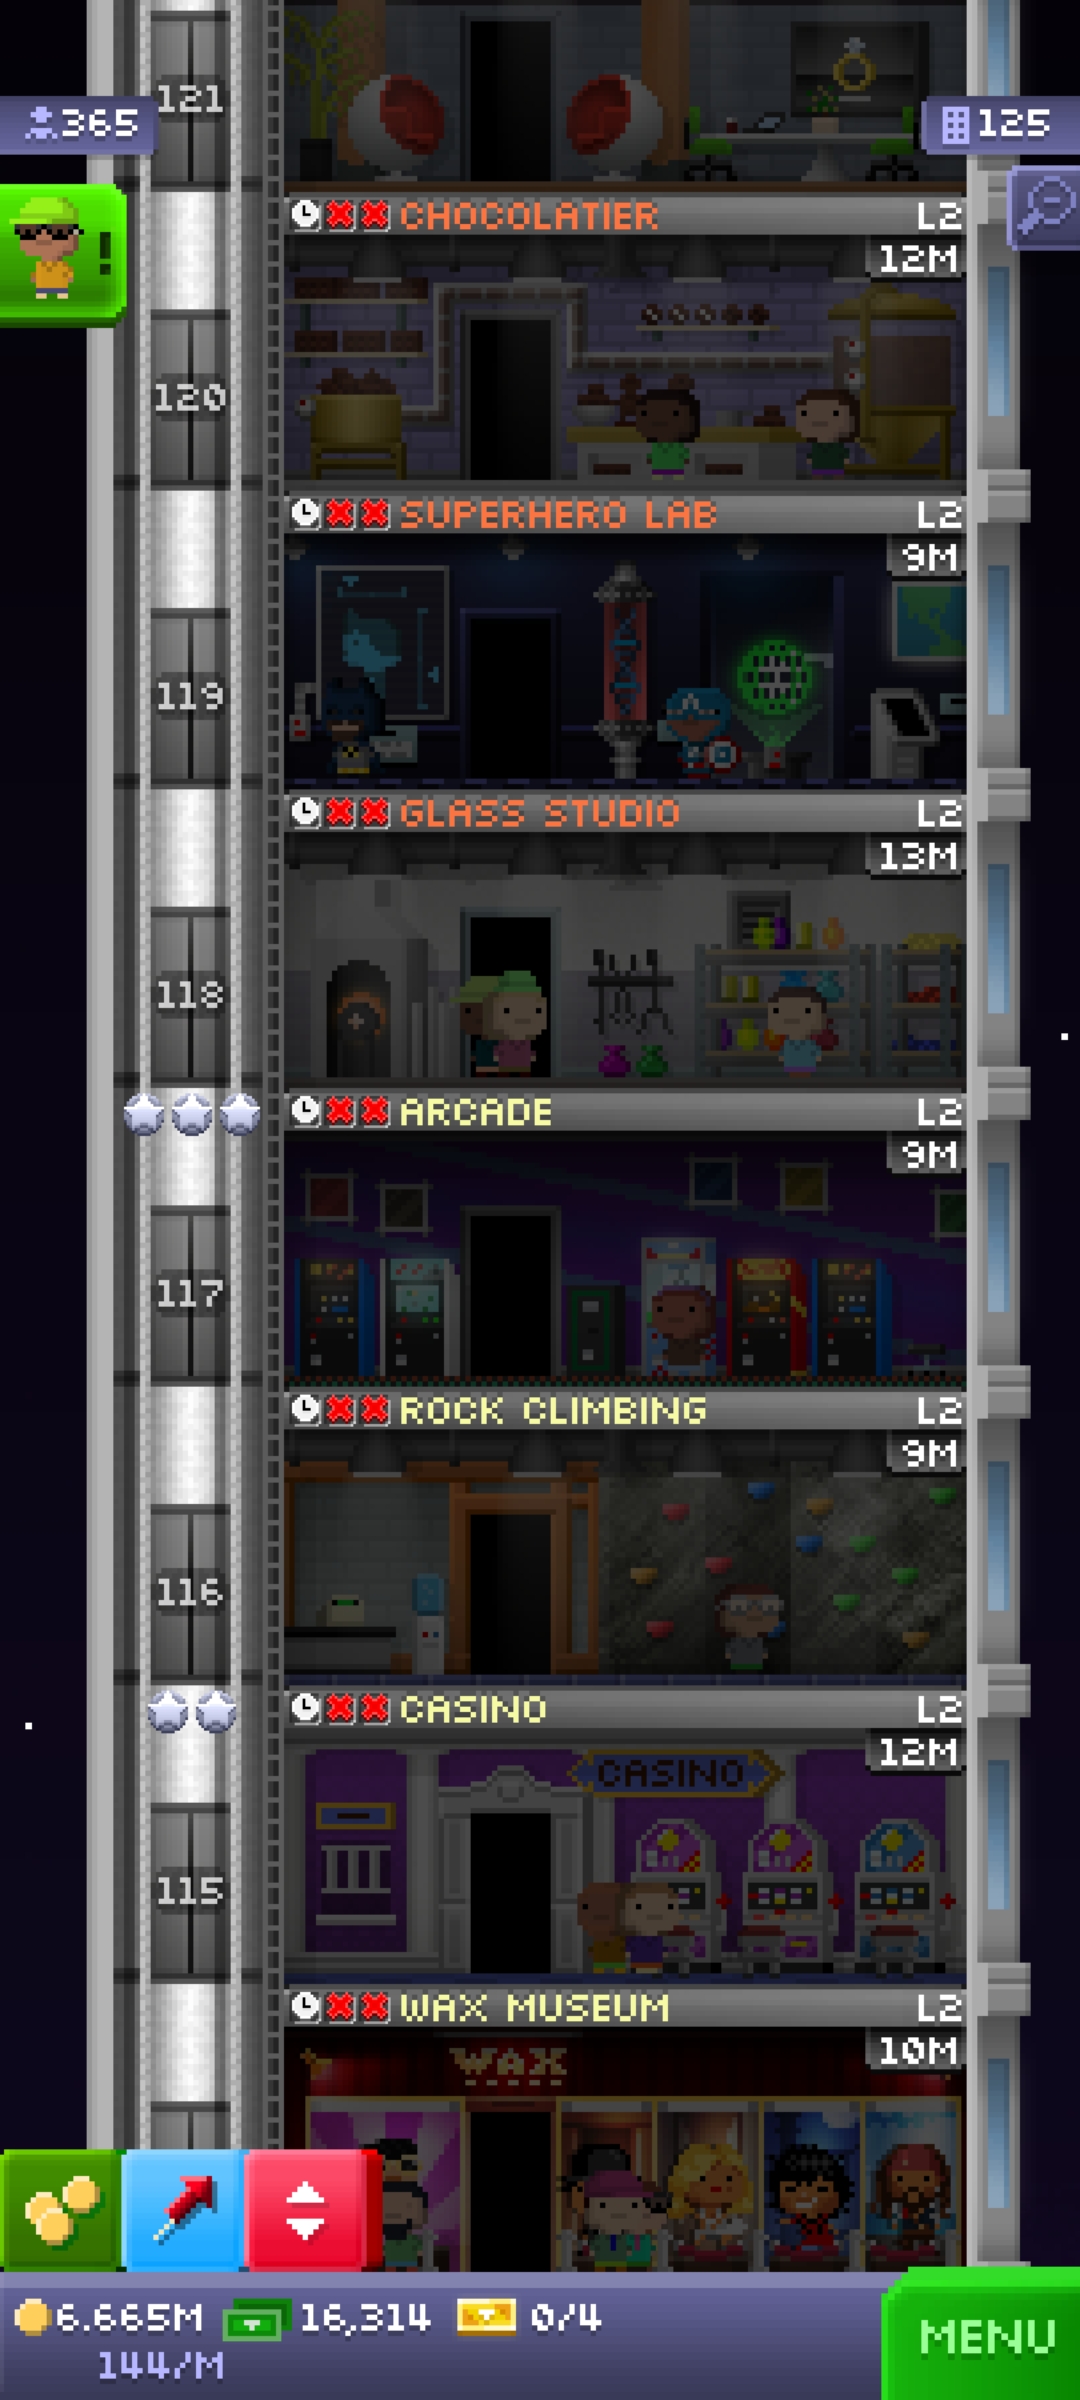 121
365
125
CHOCOLATIER L2
12M
120
SUPERHERO LAB L2
9M
119
GLASS STUDIO L2
13M
118
ARCADE L2
9M
117
ROCK CLIMBING L2
9M
116
CASINO L2
12M
CASINO
115
WAX MUSEUM L2
10M
WAX
6.665M 16,314 0/4
144/M
MENU